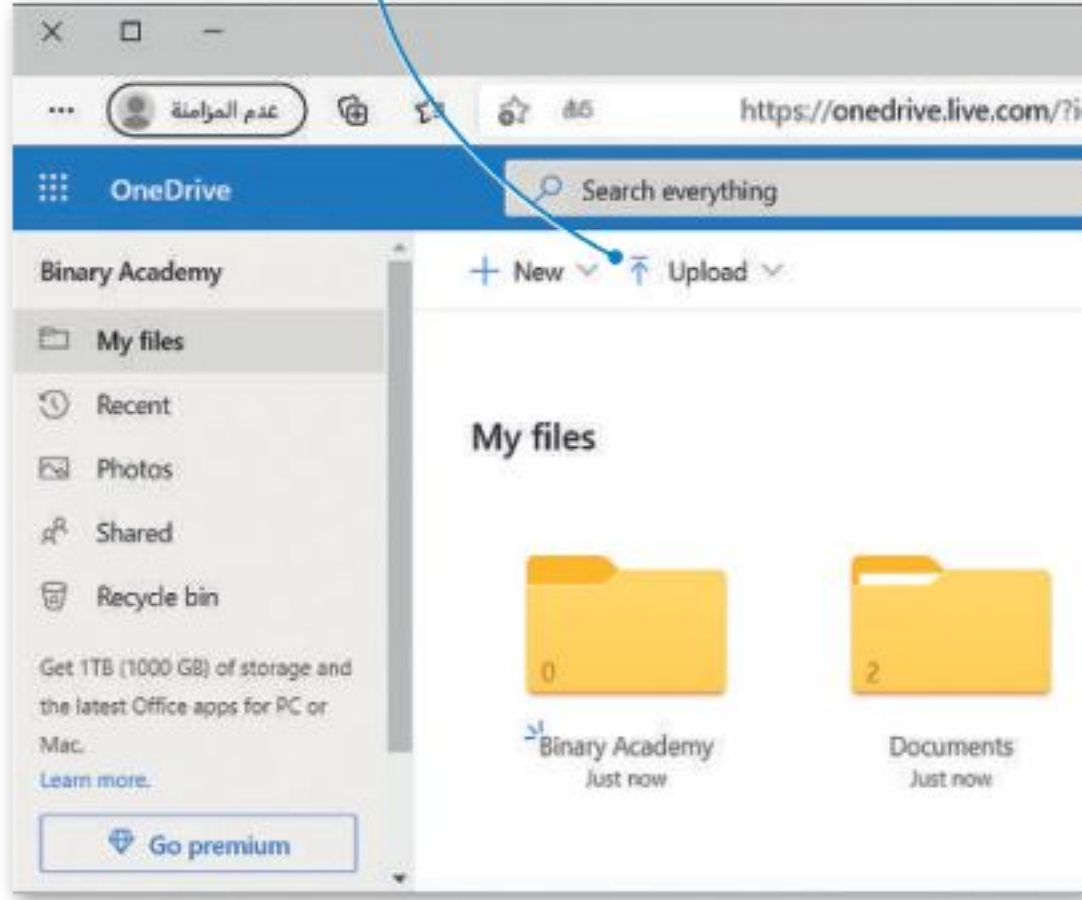 عدم المزامنة
https://onedrive.live.com/?i
OneDrive
Search everything
Binary Academy
New
Upload
My files
Recent
Photos
Shared
Recycle bin
Get 1TB (1000 GB) of storage and
the latest Office apps for PC or
Mac.
Learn more.
Go premium
My files
0
2
Binary Academy
Just now
Documents
Just now